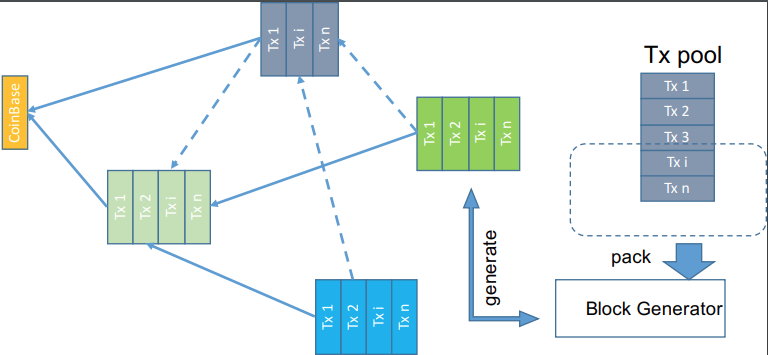 Tx 1
Tx i
Tx n
CoinBase
Tx 1
Tx 2
Tx i
Tx n
Tx 1
Tx 2
Tx i
Tx n
Tx 1
Tx 2
Tx i
Tx n
generate
Tx pool
Tx 1
Tx 2
Tx 3
Tx i
Tx n
pack
Block Generator